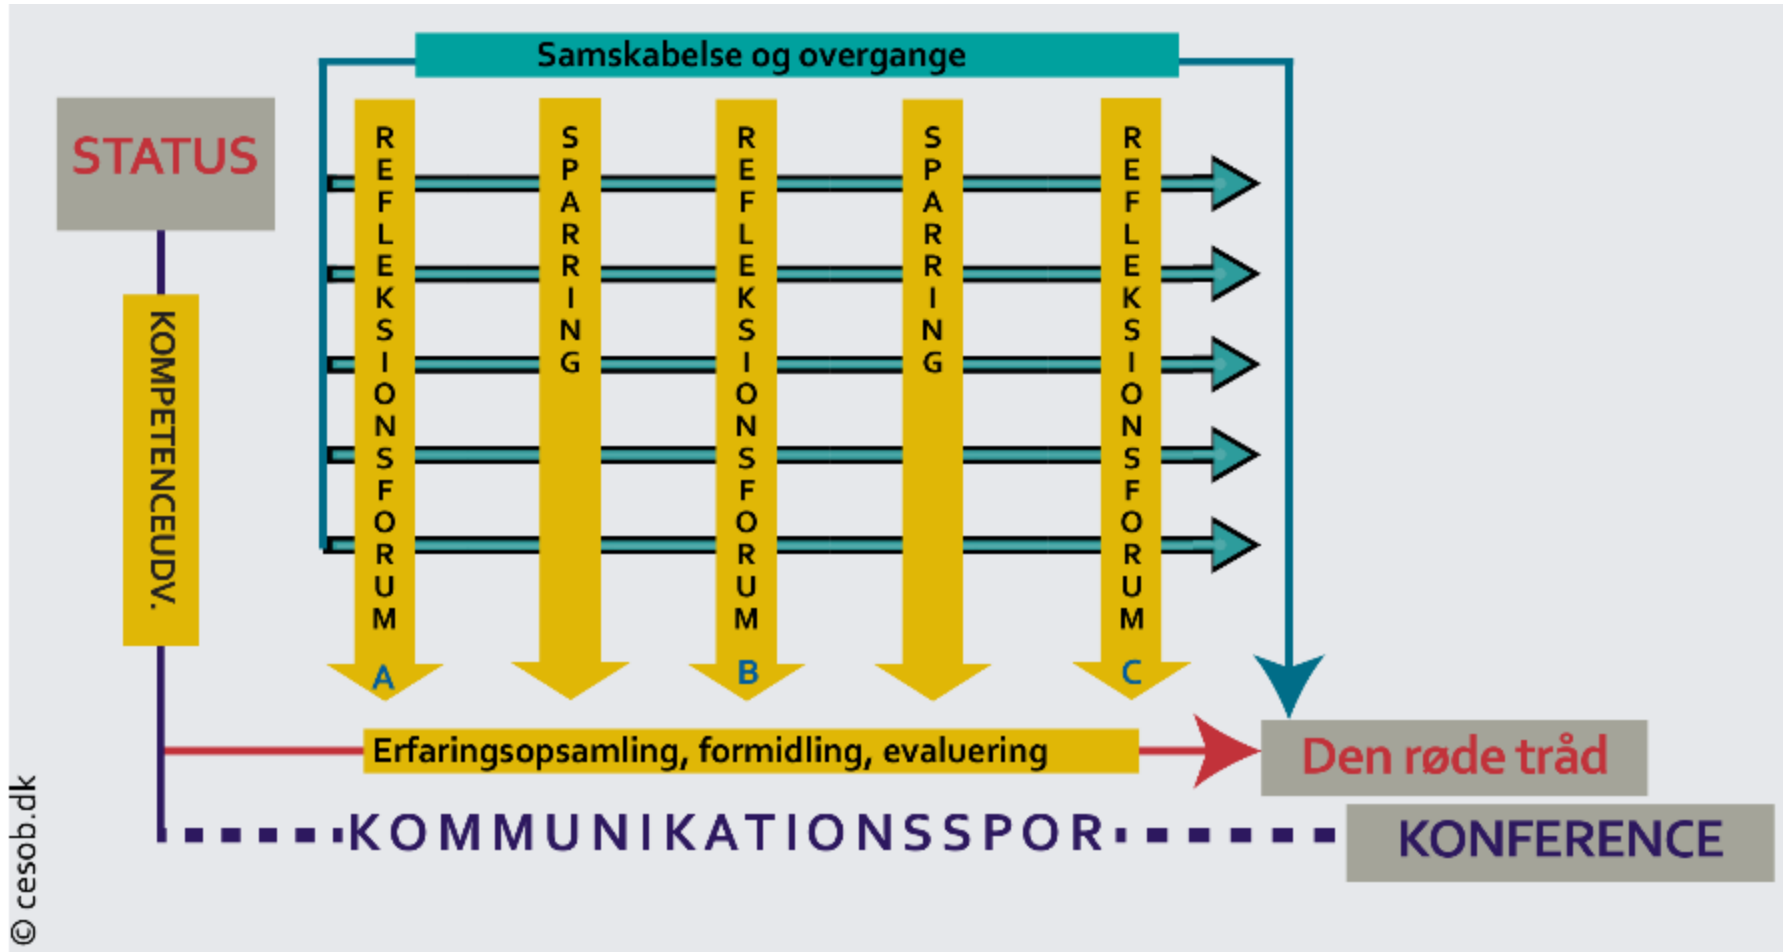 Samskabelse og overgange
STATUS
KOMPETENCEUDV.
REFLEKSIONSFORUM
A
SPARRING
REFLEKSIONSFORUM
B
SPARRING
REFLEKSIONSFORUM
C
Erfaringsopsamling, formidling, evaluering
Den røde tråd
KOMMUNIKATIONSSPOR
KONFERENCE
© cesob.dk